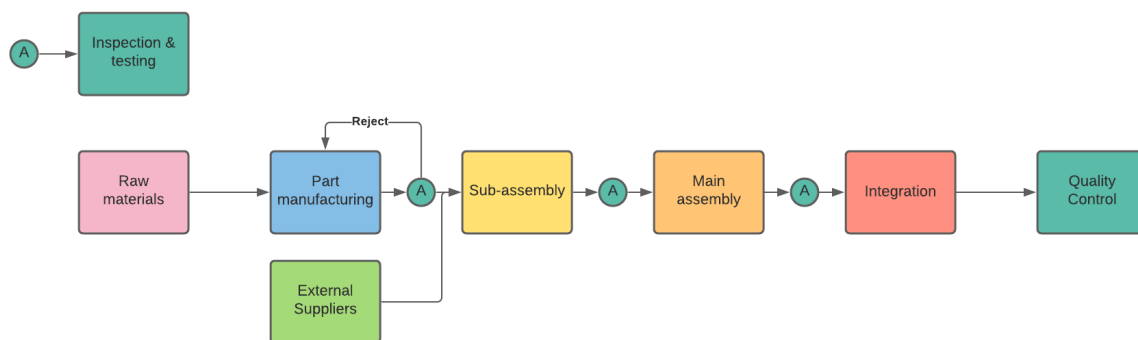 A
Inspection &
testing
Reject
Raw
materials
Part
manufacturing
A
Sub-assembly
A
Main
assembly
A
Integration
Quality
Control
External
Suppliers